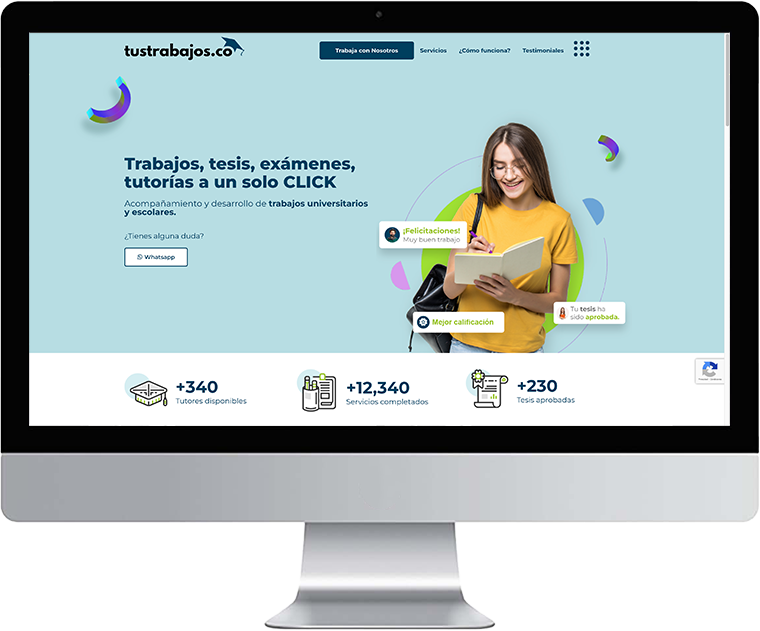 tustrabajos.co
Trabaja con Nosotros
Servicios
¿Cómo funciona?
Testimoniales
Trabajos, tesis, exámenes,
tutorías a un solo CLICK
Acompañamiento y desarrollo de trabajos universitarios
y escolares.
¿Tienes alguna duda?
Whatsapp
¡Felicitaciones!
Muy buen trabajo
Mejor calificación
Tu tesis ha
sido aprobada.
+340
Tutores disponibles
+12,340
Servicios completados
+230
Tesis aprobadas